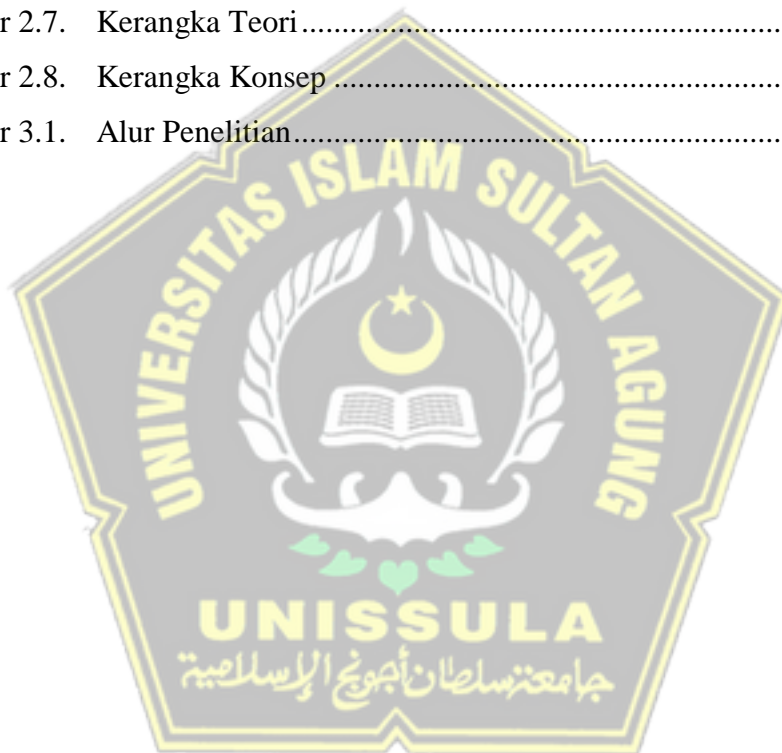 r 2.7. Kerangka Teori
r 2.8. Kerangka Konsep
r 3.1. Alur Penelitian
UNIVERSITAS ISLAM SULTAN AGUNG
UNISSULA
جامعة سلطان أجونج الإسلامية